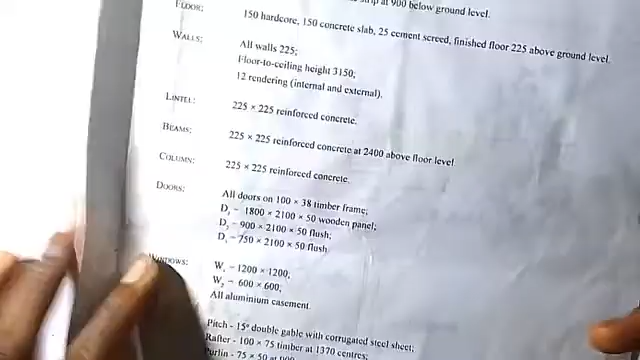 strip at 900 below ground level.
FLOOR: 150 hardcore, 150 concrete slab, 25 cement screed, finished floor 225 above ground level.
WALLS: All walls 225;
Floor-to-ceiling height 3150;
12 rendering (internal and external).
LINTEL: 225 × 225 reinforced concrete.
BEAMS: 225 × 225 reinforced concrete at 2400 above floor level
COLUMN: 225 × 225 reinforced concrete.
DOORS: All doors on 100 × 38 timber frame;
D₁ – 1800 × 2100 × 50 wooden panel;
D₂ – 900 × 2100 × 50 flush;
D₃ – 750 × 2100 × 50 flush
WINDOWS: W₁ – 1200 × 1200;
W₂ – 600 × 600;
All aluminium casement.
Pitch - 15º double gable with corrugated steel sheet;
Rafter - 100 × 75 timber at 1370 centres;
Purlin - 75 × 50 at 900